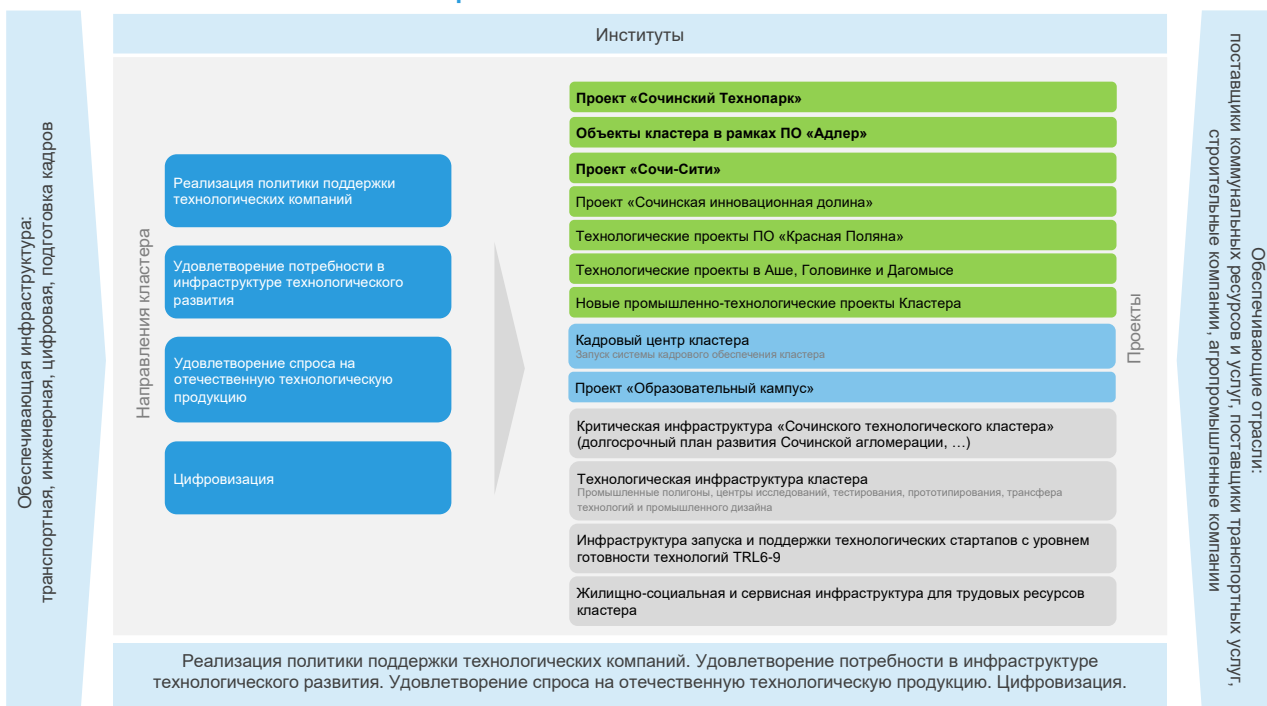 Институты
Обеспечивающая инфраструктура:
транспортная, инженерная, цифровая, подготовка кадров
Направления кластера
Реализация политики поддержки
технологических компаний
Удовлетворение потребности в
инфраструктуре технологического
развития
Удовлетворение спроса на
отечественную технологическую
продукцию
Цифровизация
Проект «Сочинский Технопарк»
Объекты кластера в рамках ПО «Адлер»
Проект «Сочи-Сити»
Проект «Сочинская инновационная долина»
Технологические проекты ПО «Красная Поляна»
Технологические проекты в Аше, Головинке и Дагомысе
Новые промышленно-технологические проекты Кластера
Кадровый центр кластера
Запуск системы кадрового обеспечения кластера
Проект «Образовательный кампус»
Критическая инфраструктура «Сочинского технологического кластера»
(долгосрочный план развития Сочинской агломерации, …)
Технологическая инфраструктура кластера
Промышленные полигоны, центры исследований, тестирования, прототипирования, трансфера
технологий и промышленного дизайна
Инфраструктура запуска и поддержки технологических стартапов с уровнем
готовности технологий TRL6-9
Жилищно-социальная и сервисная инфраструктура для трудовых ресурсов
кластера
Проекты
Обеспечивающие отрасли:
поставщики коммунальных ресурсов и услуг, поставщики транспортных услуг,
строительные компании, агропромышленные компании
Реализация политики поддержки технологических компаний. Удовлетворение потребности в инфраструктуре
технологического развития. Удовлетворение спроса на отечественную технологическую продукцию. Цифровизация.